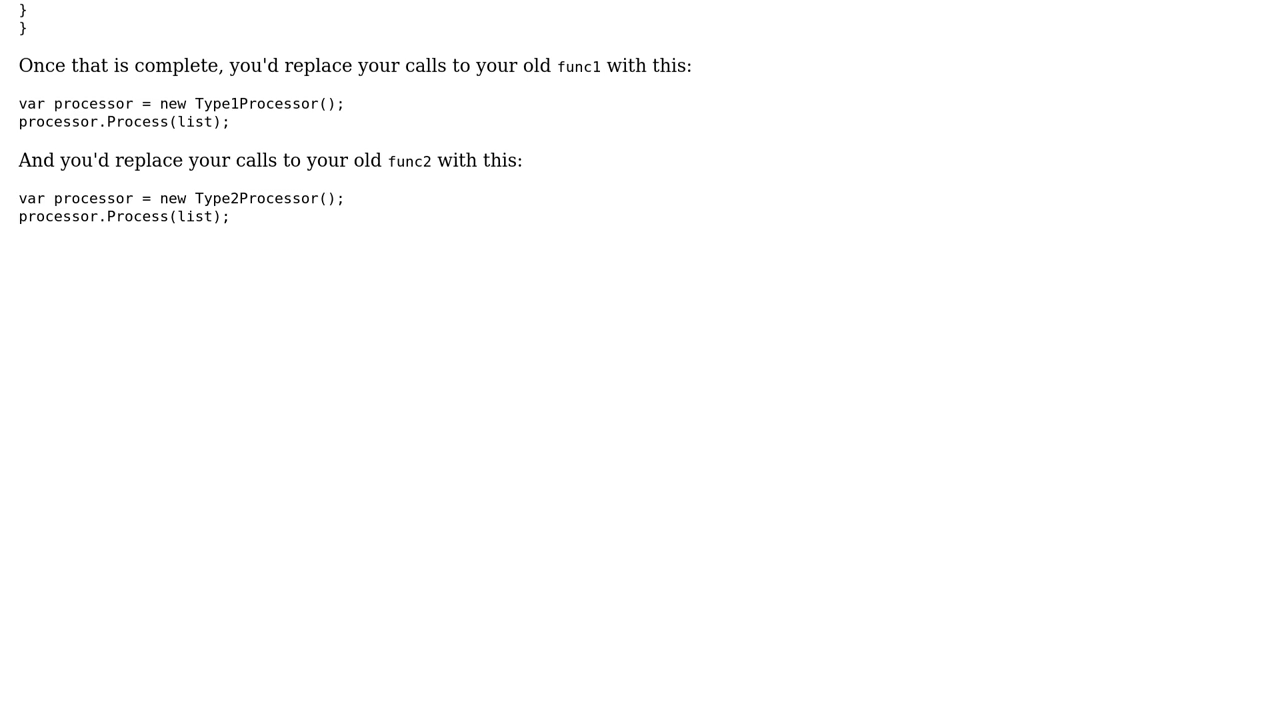 }
}
Once that is complete, you'd replace your calls to your old func1 with this:
var processor = new Type1Processor();
processor.Process(list);
And you'd replace your calls to your old func2 with this:
var processor = new Type2Processor();
processor.Process(list);